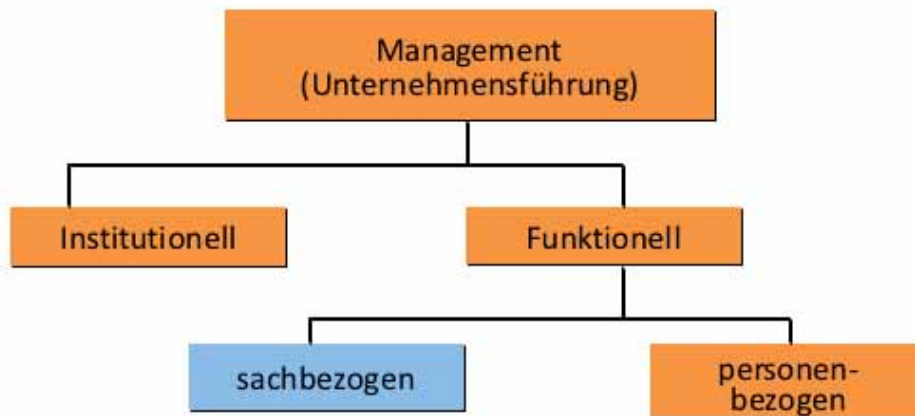 Management
(Unternehmensführung)
Institutionell
Funktionell
sachbezogen
personen-
bezogen